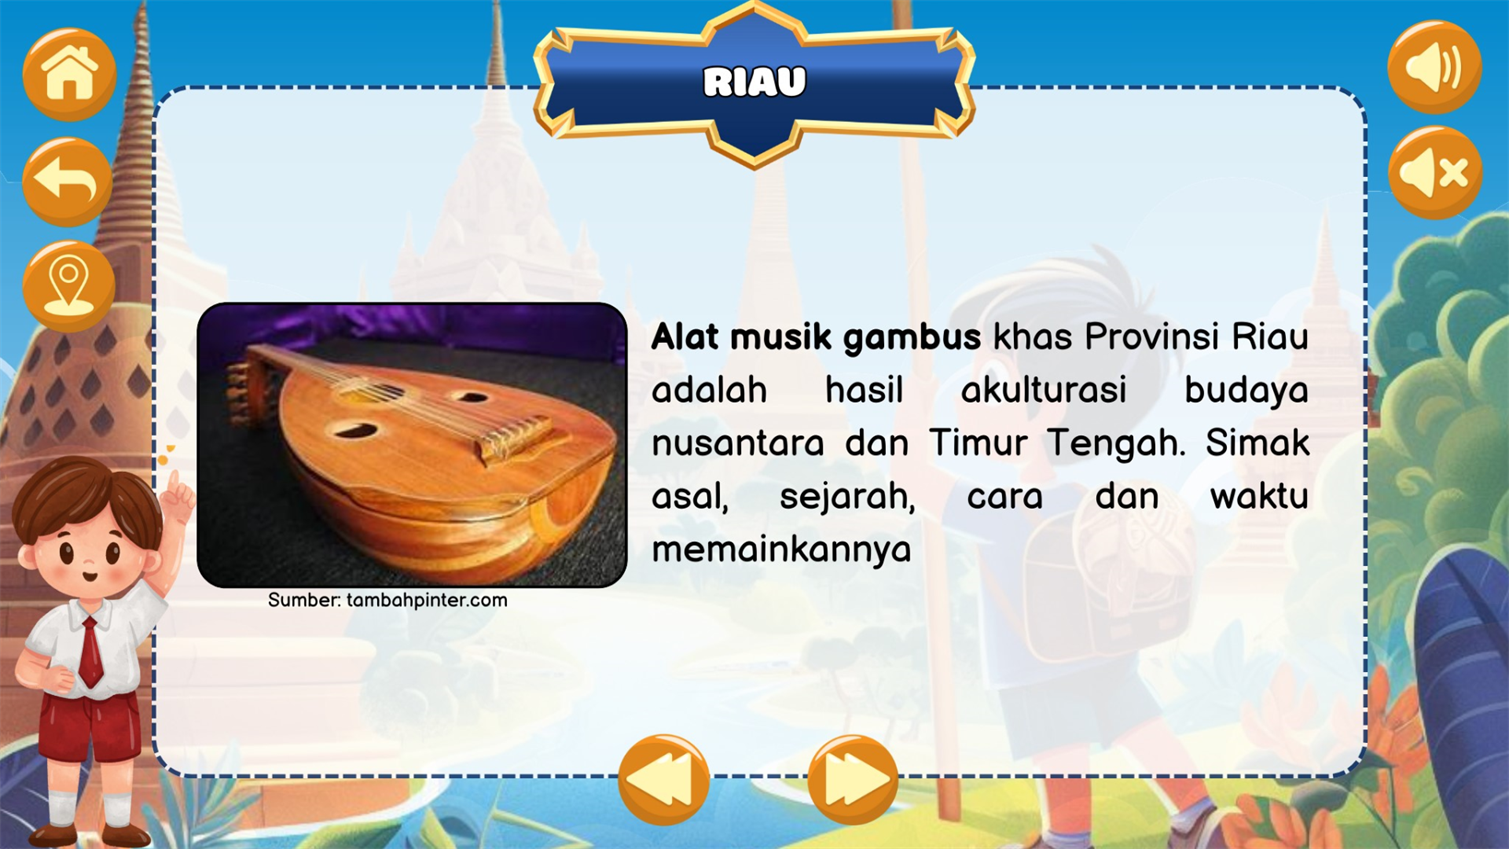 RIAU
Alat musik gambus khas Provinsi Riau
adalah hasil akulturasi budaya
nusantara dan Timur Tengah. Simak
asal, sejarah, cara dan waktu
memainkannya
Sumber: tambahpinter.com